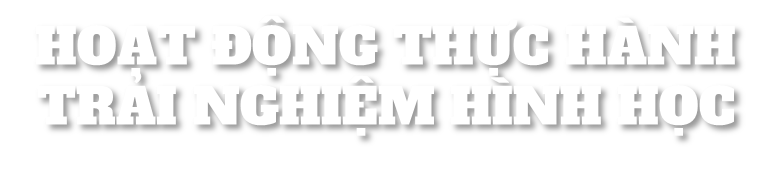 HOẠT ĐỘNG THỰC HÀNH
TRẢI NGHIỆM HÌNH HỌC